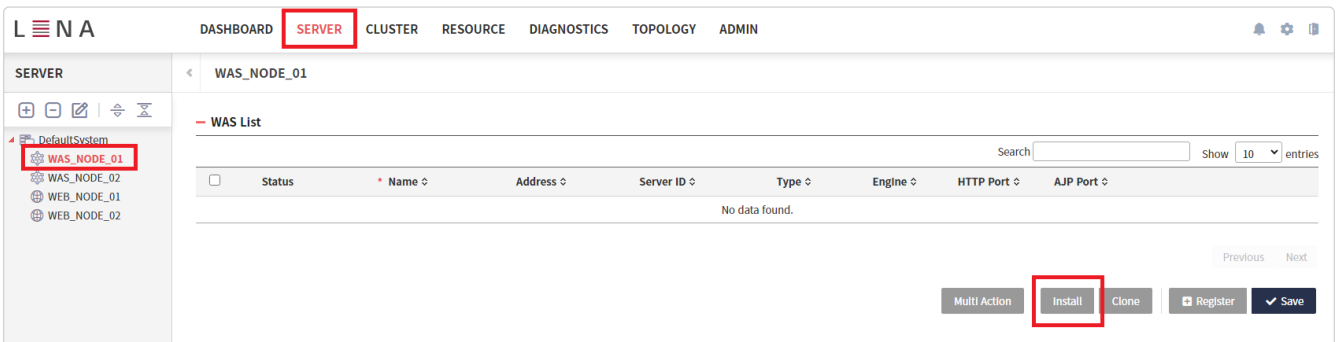 LENA
DASHBOARD SERVER CLUSTER RESOURCE DIAGNOSTICS TOPOLOGY ADMIN
SERVER
WAS_NODE_01
DefaultSystem
WAS_NODE_01
WAS_NODE_02
WEB_NODE_01
WEB_NODE_02
WAS List
Search Show 10 entries
Status * Name Address Server ID Type Engine HTTP Port AJP Port
No data found.
Previous Next
Multi Action Install Clone Register Save